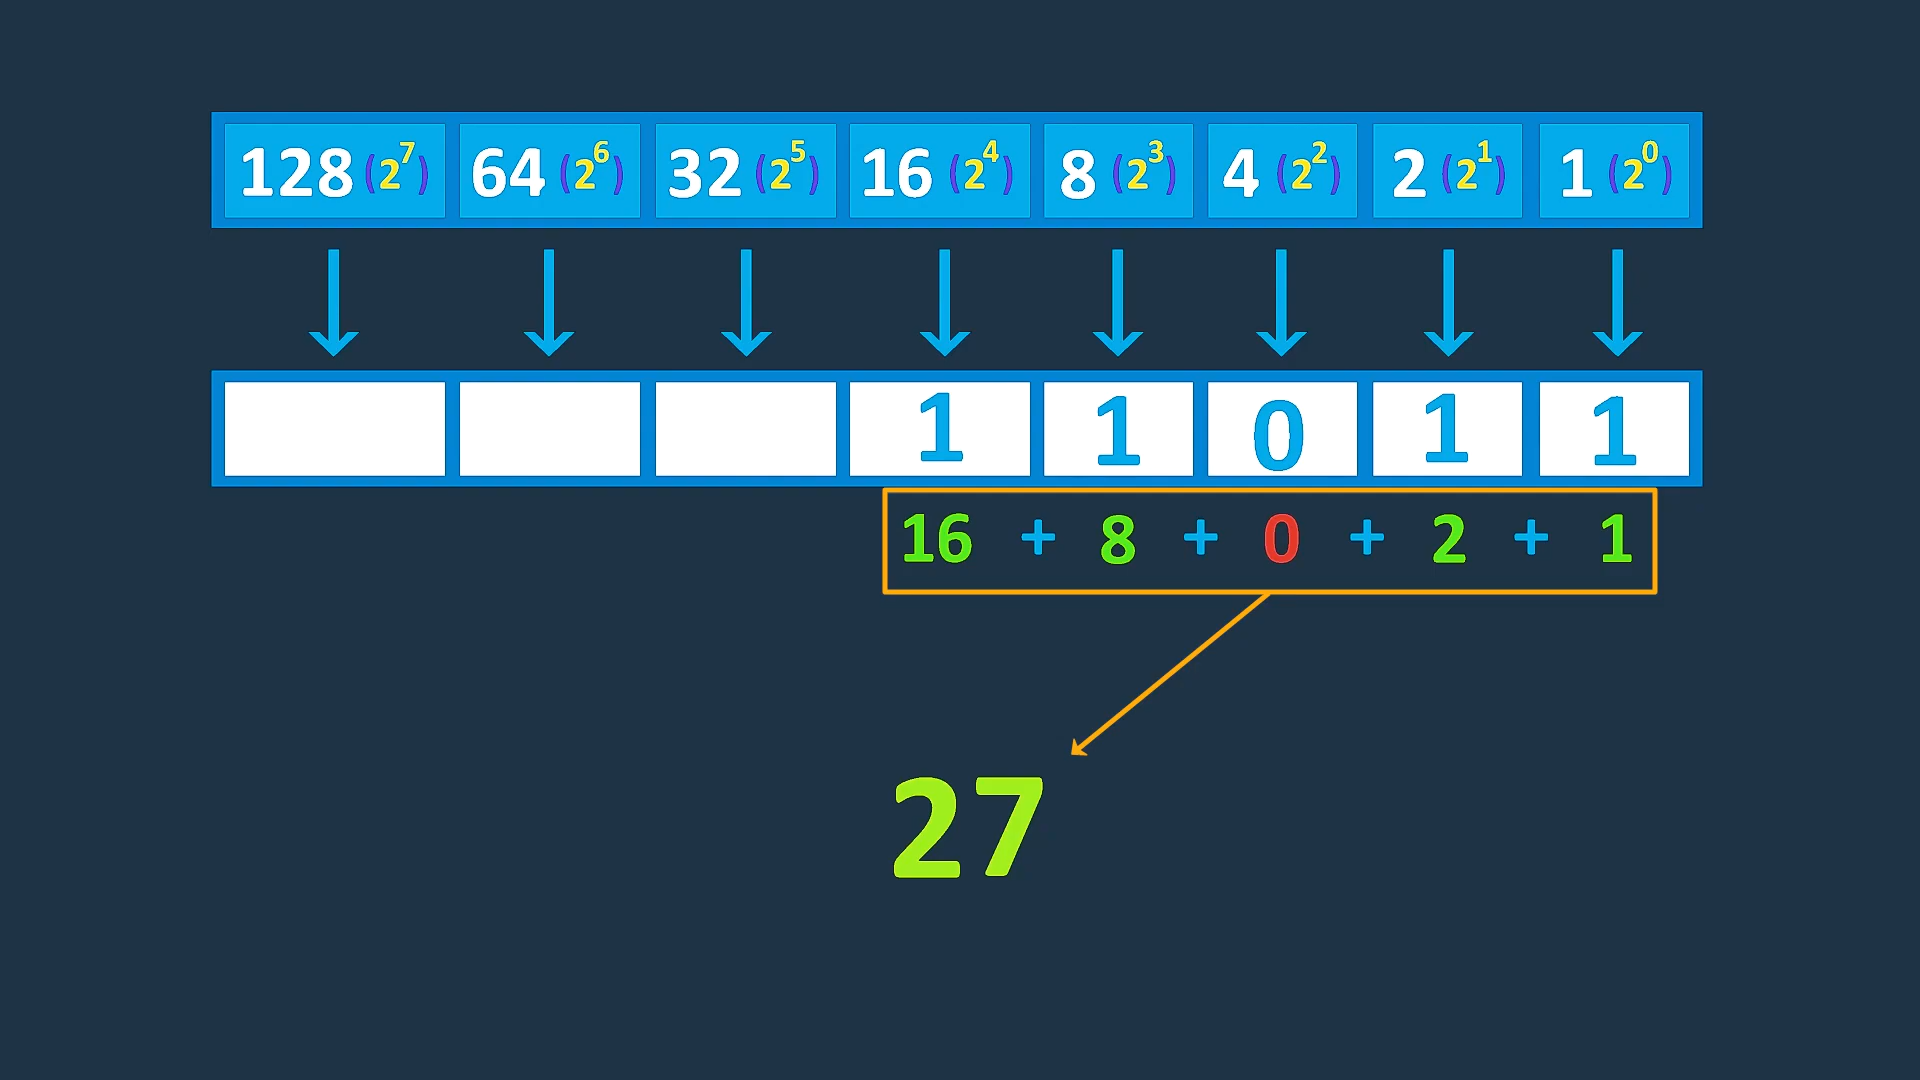 128 (2⁷) 64 (2⁶) 32 (2⁵) 16 (2⁴) 8 (2³) 4 (2²) 2 (2¹) 1 (2⁰)
1 1 0 1 1
16 + 8 + 0 + 2 + 1
27